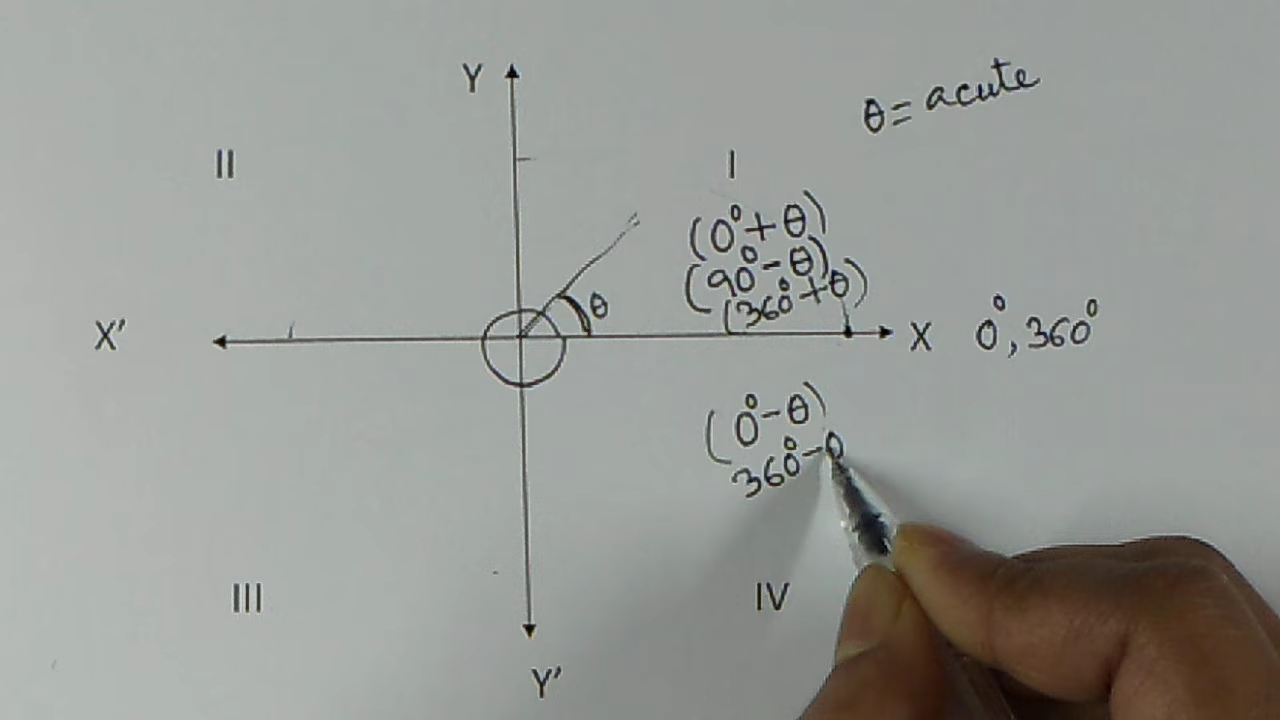 Y
θ = acute
II
I
(0° + θ)
(90° - θ)
(360° + θ)
θ
X'
X 0°, 360°
(0° - θ)
360° - θ
III
IV
Y'